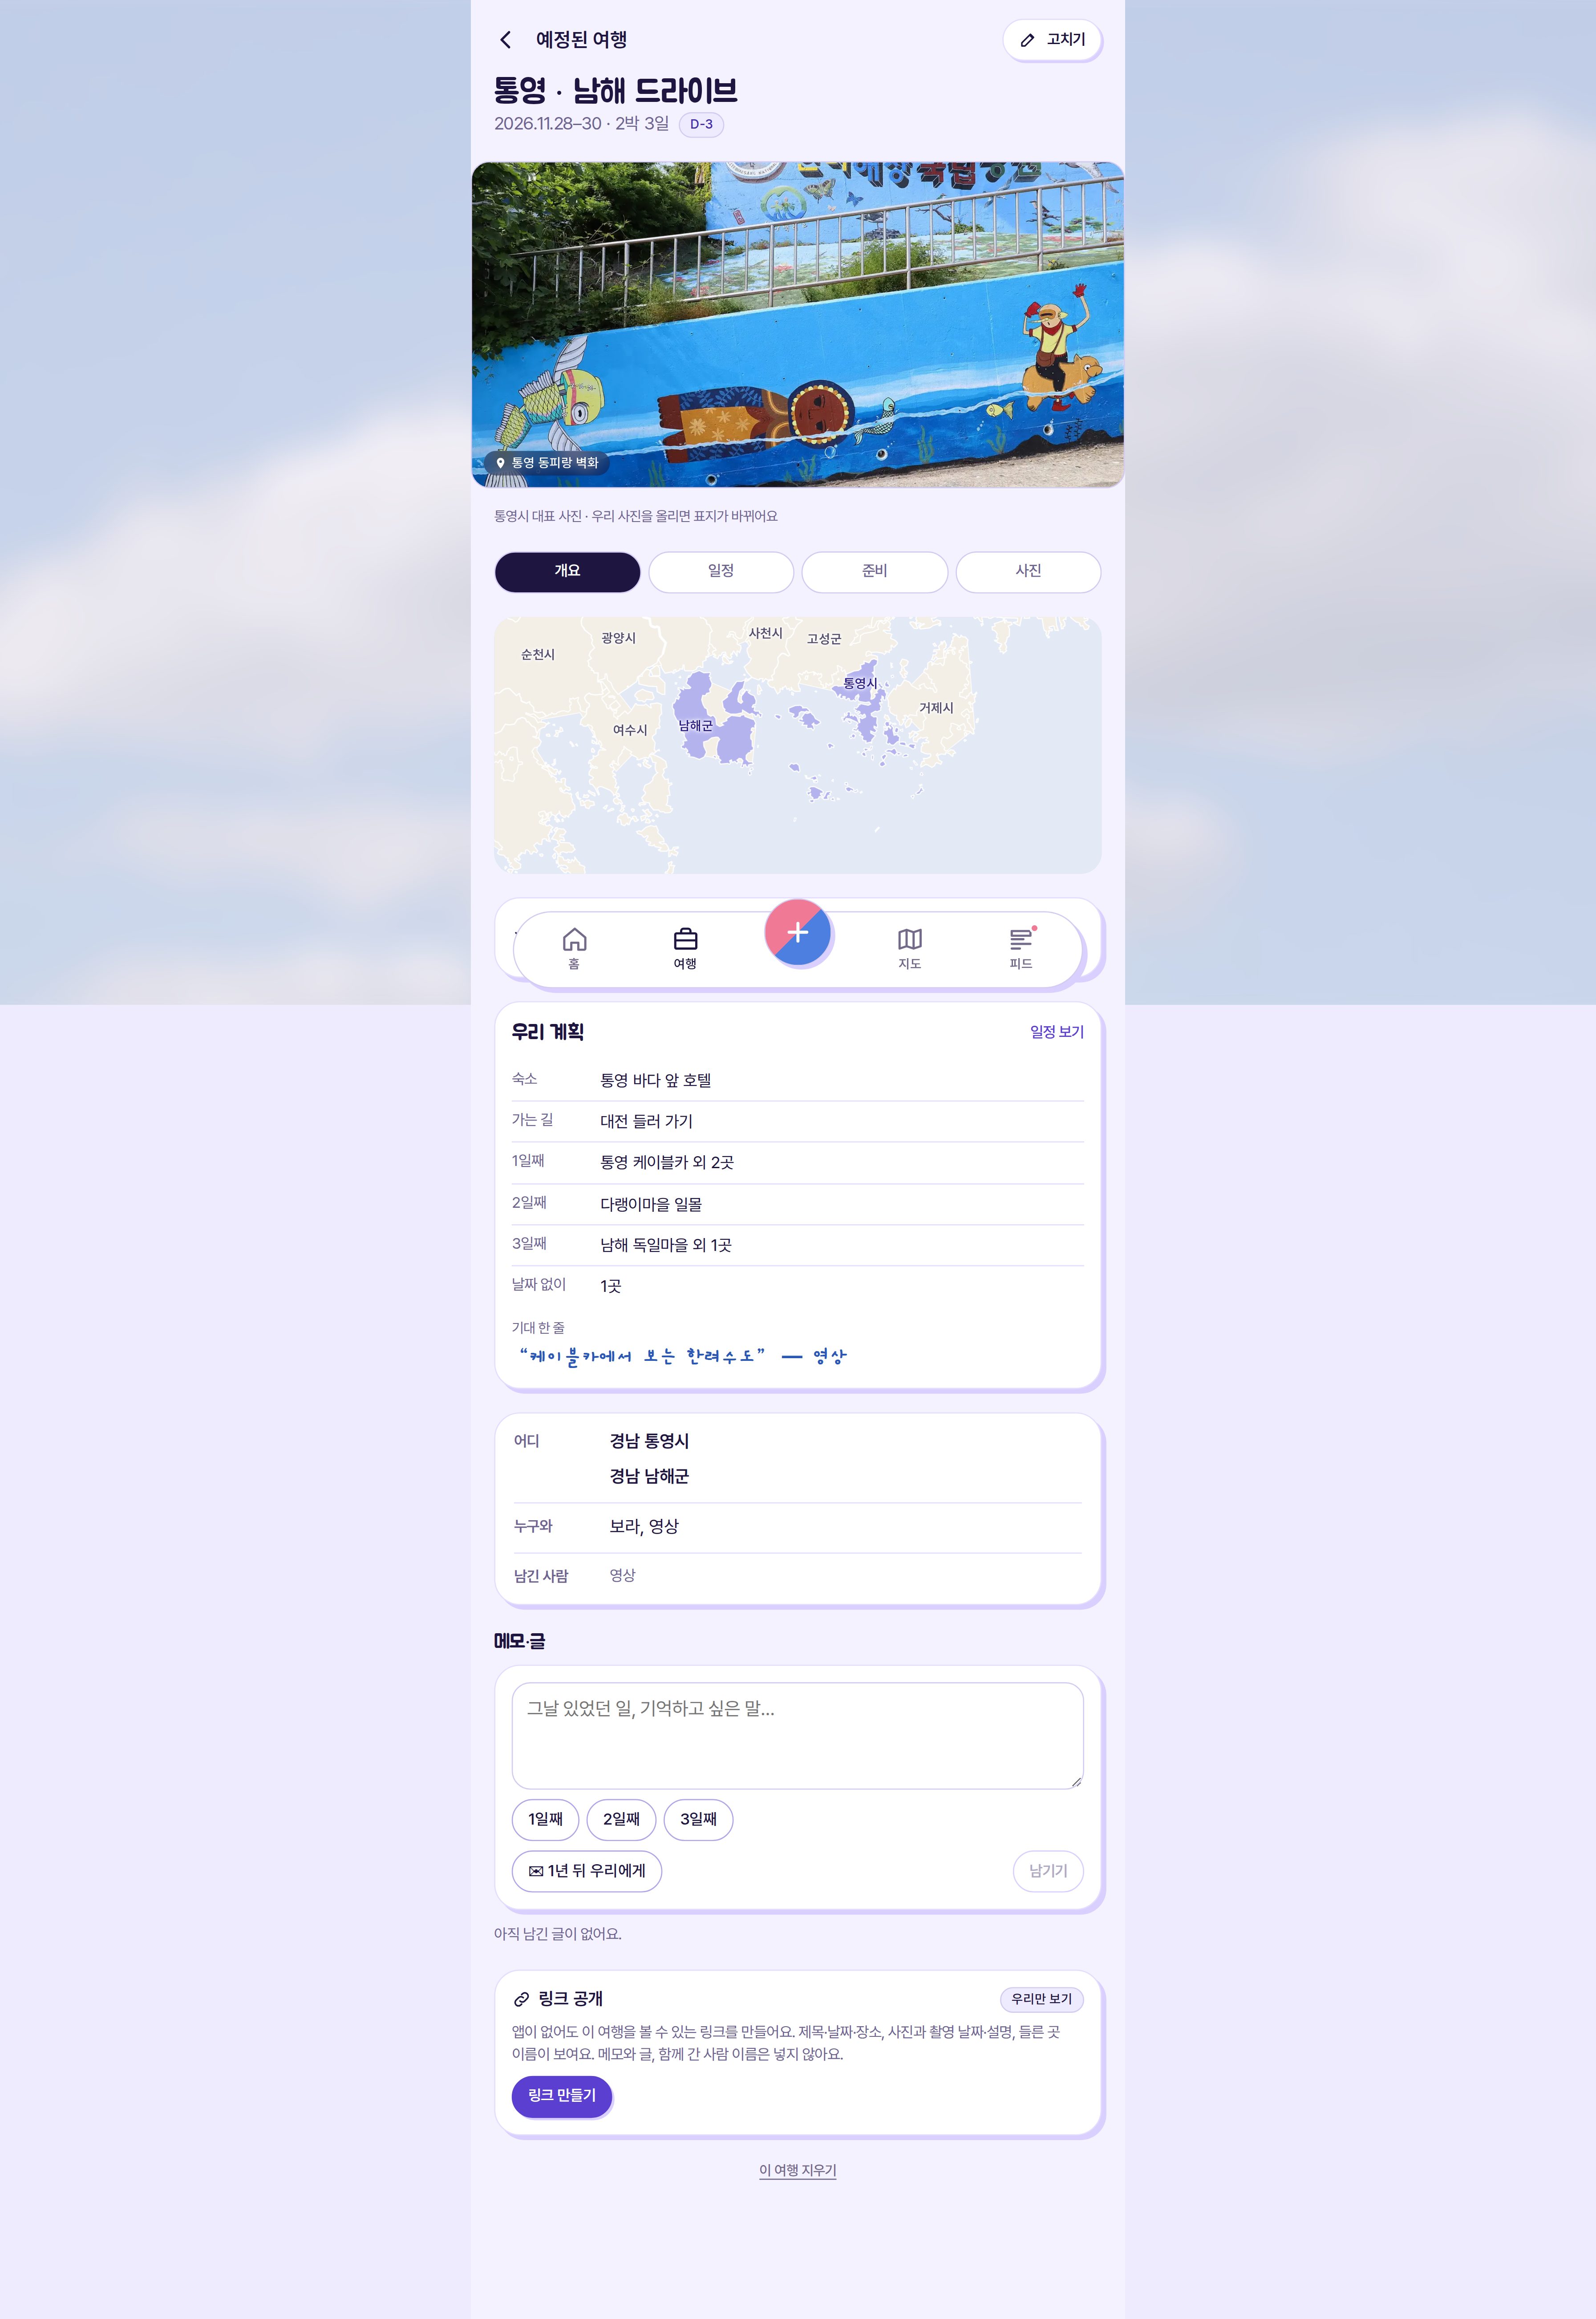 예정된 여행
고치기
통영 · 남해 드라이브
2026.11.28–30 · 2박 3일 D-3
통영 동피랑 벽화
통영시 대표 사진 · 우리 사진을 올리면 표지가 바뀌어요
개요 일정 준비 사진
순천시
광양시
사천시
고성군
통영시
거제시
여수시
남해군
홈 여행 지도 피드
우리 계획 일정 보기
숙소 통영 바다 앞 호텔
가는 길 대전 들러 가기
1일째 통영 케이블카 외 2곳
2일째 다랭이마을 일몰
3일째 남해 독일마을 외 1곳
날짜 없이 1곳
기대 한 줄
“케이블카에서 보는 한려수도” — 영상
어디 경남 통영시
경남 남해군
누구와 보라, 영상
남긴 사람 영상
메모·글
그날 있었던 일, 기억하고 싶은 말…
1일째 2일째 3일째
1년 뒤 우리에게 남기기
아직 남긴 글이 없어요.
링크 공개 우리만 보기
앱이 없어도 이 여행을 볼 수 있는 링크를 만들어요. 제목·날짜·장소, 사진과 촬영 날짜·설명, 들른 곳
이름이 보여요. 메모와 글, 함께 간 사람 이름은 넣지 않아요.
링크 만들기
이 여행 지우기